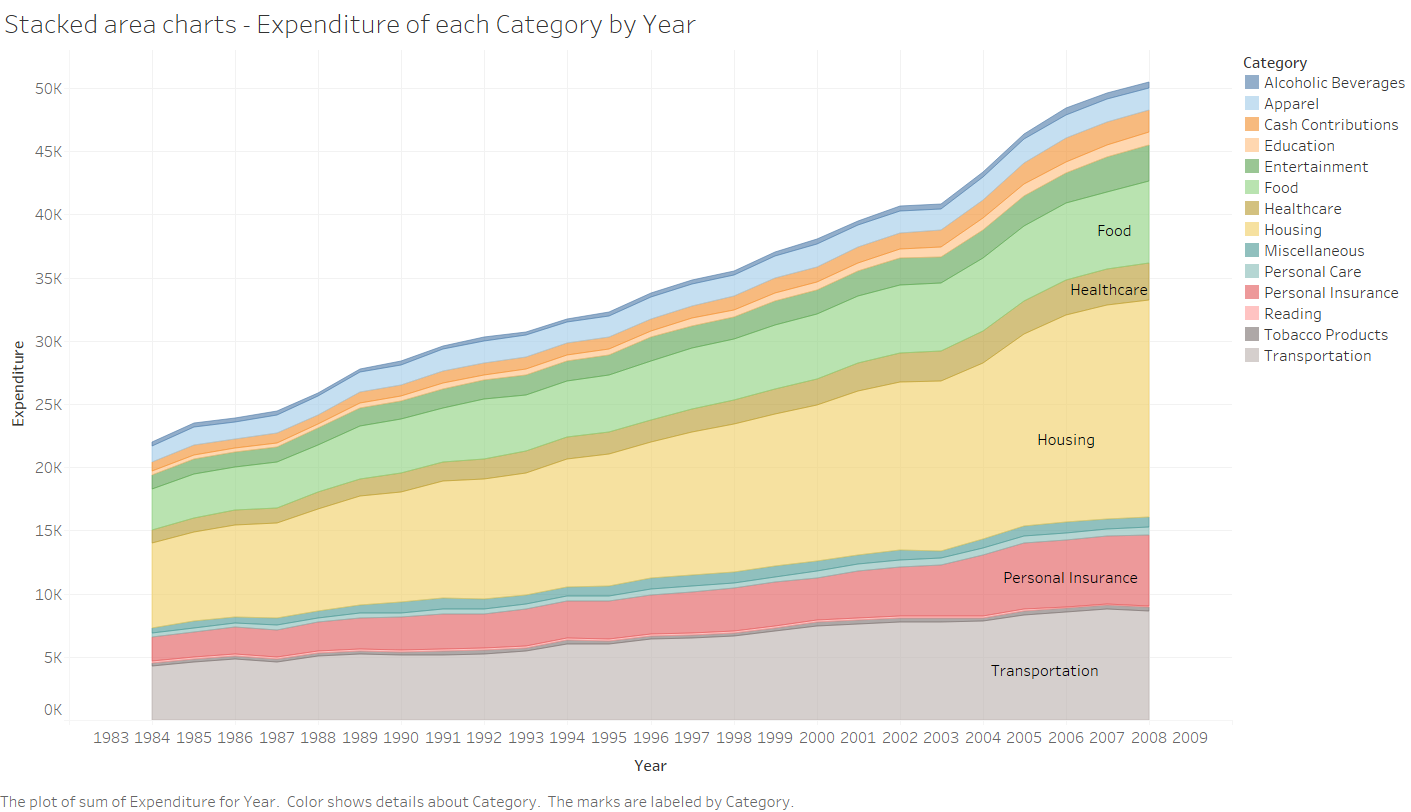 Stacked area charts - Expenditure of each Category by Year
Category
Alcoholic Beverages
Apparel
Cash Contributions
Education
Entertainment
Food
Healthcare
Housing
Miscellaneous
Personal Care
Personal Insurance
Reading
Tobacco Products
Transportation
Expenditure
50K
45K
40K
35K
30K
25K
20K
15K
10K
5K
0K
Food
Healthcare
Housing
Personal Insurance
Transportation
1983 1984 1985 1986 1987 1988 1989 1990 1991 1992 1993 1994 1995 1996 1997 1998 1999 2000 2001 2002 2003 2004 2005 2006 2007 2008 2009
Year
The plot of sum of Expenditure for Year. Color shows details about Category. The marks are labeled by Category.